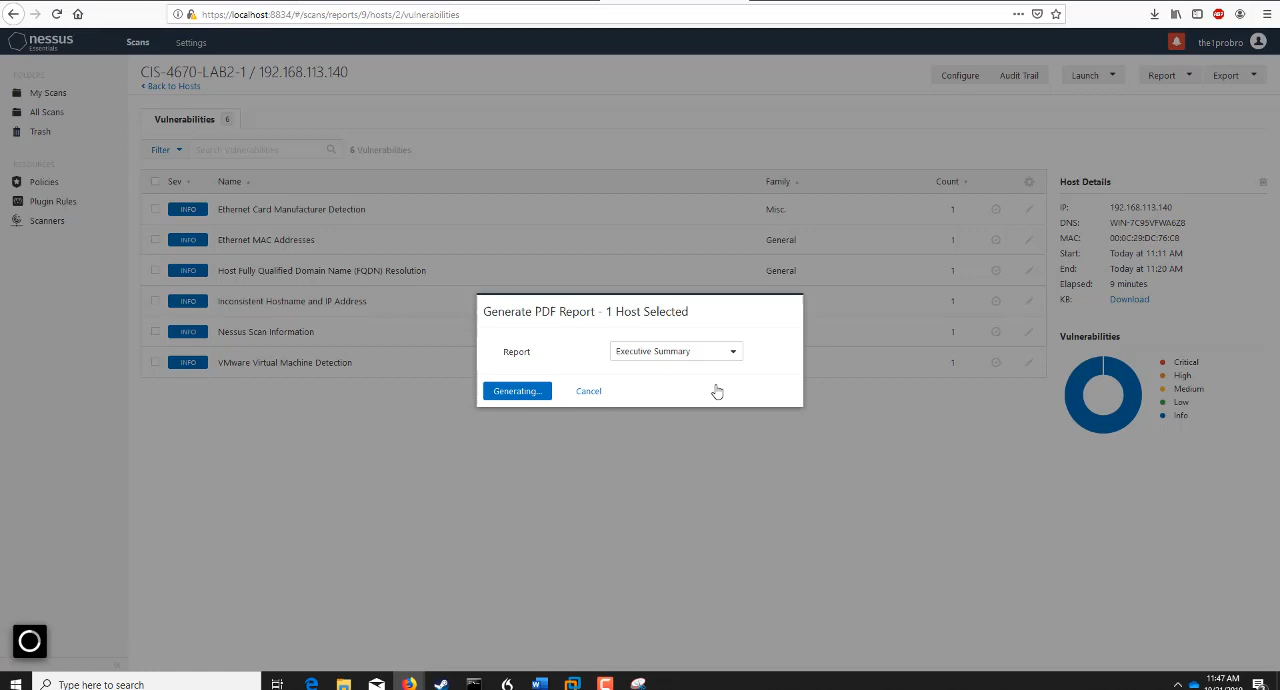 https://localhost:8834/#/scans/reports/9/hosts/2/vulnerabilities
nessus
Essentials
Scans
Settings
the1probro
FOLDERS
My Scans
All Scans
Trash
RESOURCES
Policies
Plugin Rules
Scanners
CIS-4670-LAB2-1 / 192.168.113.140
Back to Hosts
Configure
Audit Trail
Launch
Report
Export
Vulnerabilities 6
Filter
Search Vulnerabilities
6 Vulnerabilities
Sev
Name
Family
Count
INFO Ethernet Card Manufacturer Detection Misc. 1
INFO Ethernet MAC Addresses General 1
INFO Host Fully Qualified Domain Name (FQDN) Resolution General 1
INFO Inconsistent Hostname and IP Address 1
INFO Nessus Scan Information 1
INFO VMware Virtual Machine Detection 1
Generate PDF Report - 1 Host Selected
Report Executive Summary
Generating... Cancel
Host Details
IP: 192.168.113.140
DNS: WIN-7C95VFWA6Z8
MAC: 00:0C:29:DC:76:C8
Start: Today at 11:11 AM
End: Today at 11:20 AM
Elapsed: 9 minutes
KB: Download
Vulnerabilities
Critical
High
Medium
Low
Info
Type here to search
11:47 AM